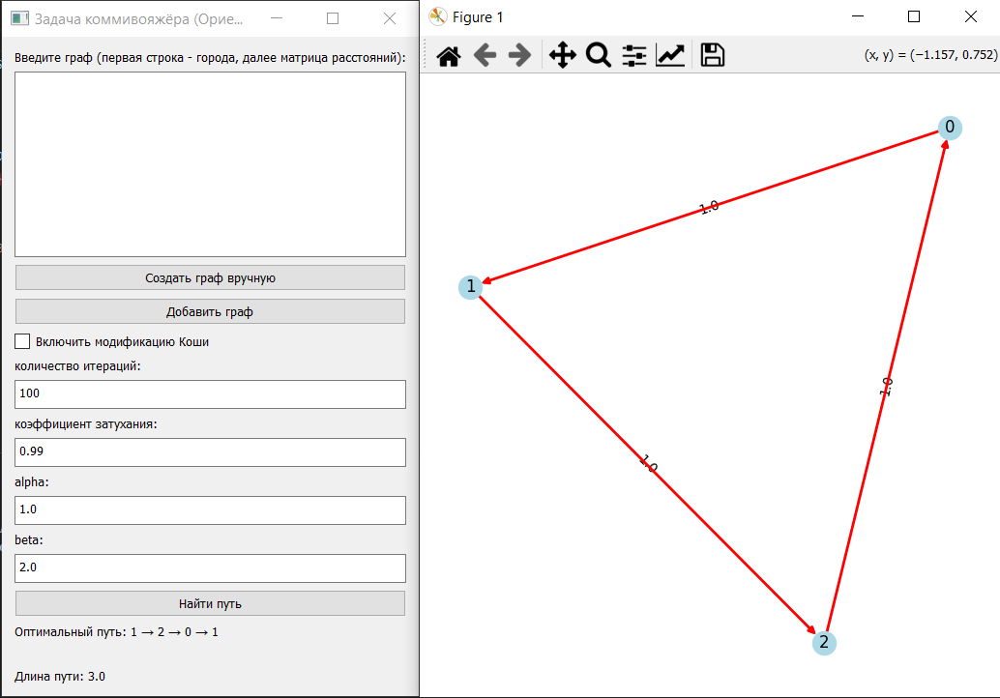 Задача коммивояжёра (Орие...
Введите граф (первая строка - города, далее матрица расстояний):
Создать граф вручную
Добавить граф
Включить модификацию Коши
количество итераций:
100
коэффициент затухания:
0.99
alpha:
1.0
beta:
2.0
Найти путь
Оптимальный путь: 1 → 2 → 0 → 1
Длина пути: 3.0
Figure 1
(x, y) = (−1.157, 0.752)
0
1.0
1
1.0
1.0
2